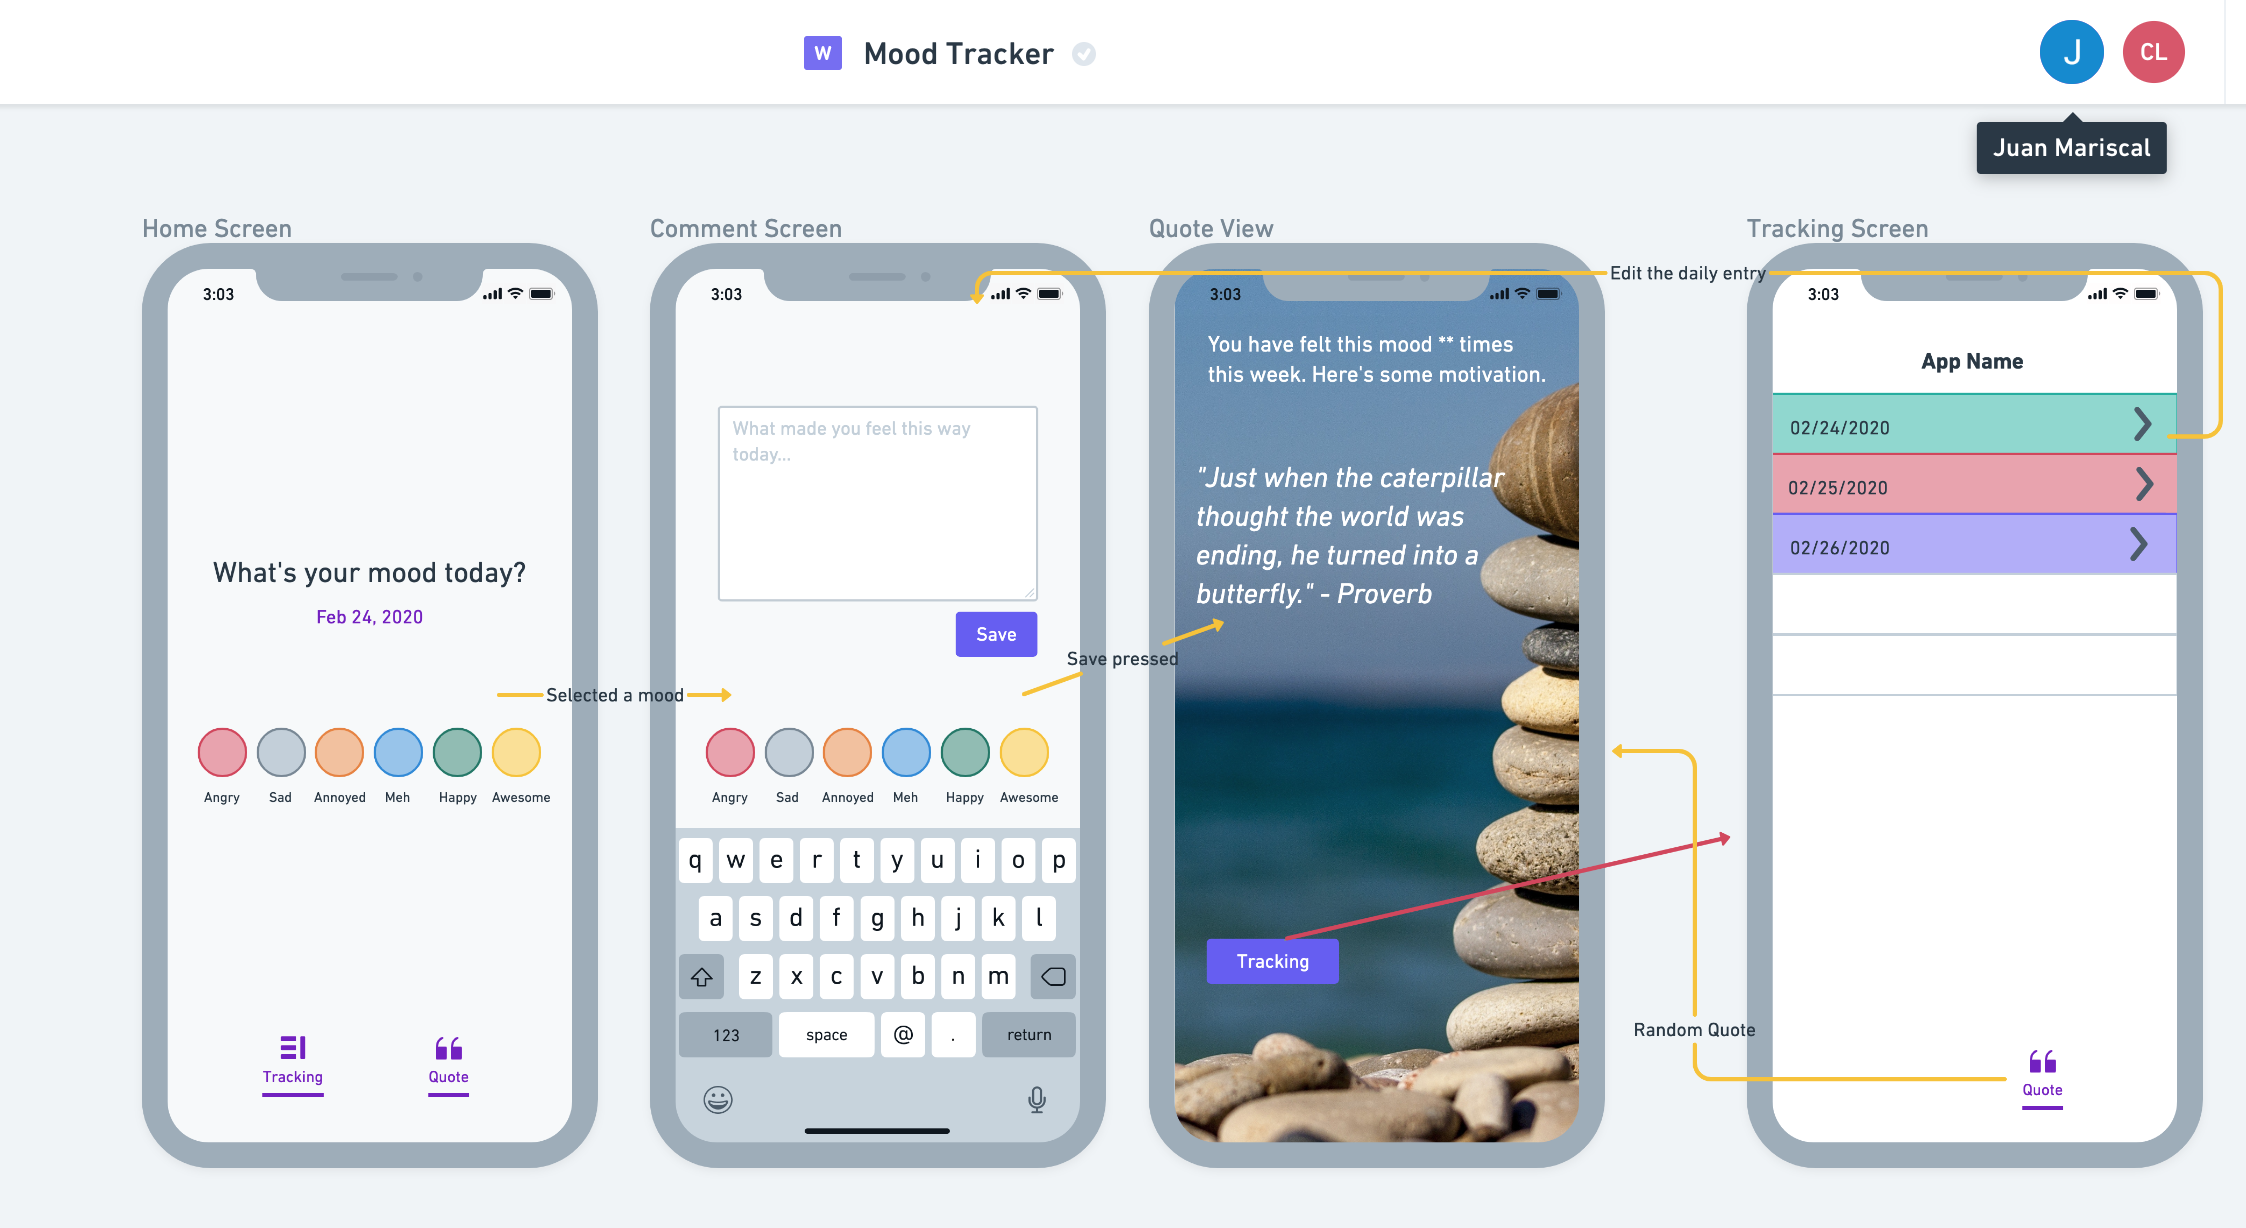 W Mood Tracker
J
CL
Juan Mariscal
Home Screen
3:03
What's your mood today?
Feb 24, 2020
Angry Sad Annoyed Meh Happy Awesome
Tracking Quote
Selected a mood
Comment Screen
3:03
What made you feel this way
today...
Save
Save pressed
Angry Sad Annoyed Meh Happy Awesome
q w e r t y u i o p
a s d f g h j k l
z x c v b n m
123 space @ . return
Quote View
3:03
You have felt this mood ** times
this week. Here's some motivation.
"Just when the caterpillar
thought the world was
ending, he turned into a
butterfly." - Proverb
Tracking
Edit the daily entry
Random Quote
Tracking Screen
3:03
App Name
02/24/2020
02/25/2020
02/26/2020
Quote